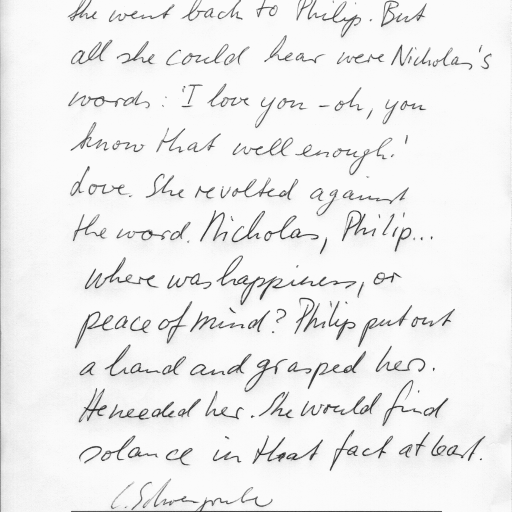 she went back to Philip. But
all she could hear were Nicholas's
words: 'I love you - oh, you
know that well enough.'
Love. She revolted against
the word. Nicholas, Philip...
where was happiness, or
peace of mind? Philip put out
a hand and grasped hers.
He needed her. She would find
solance in that fact at least.